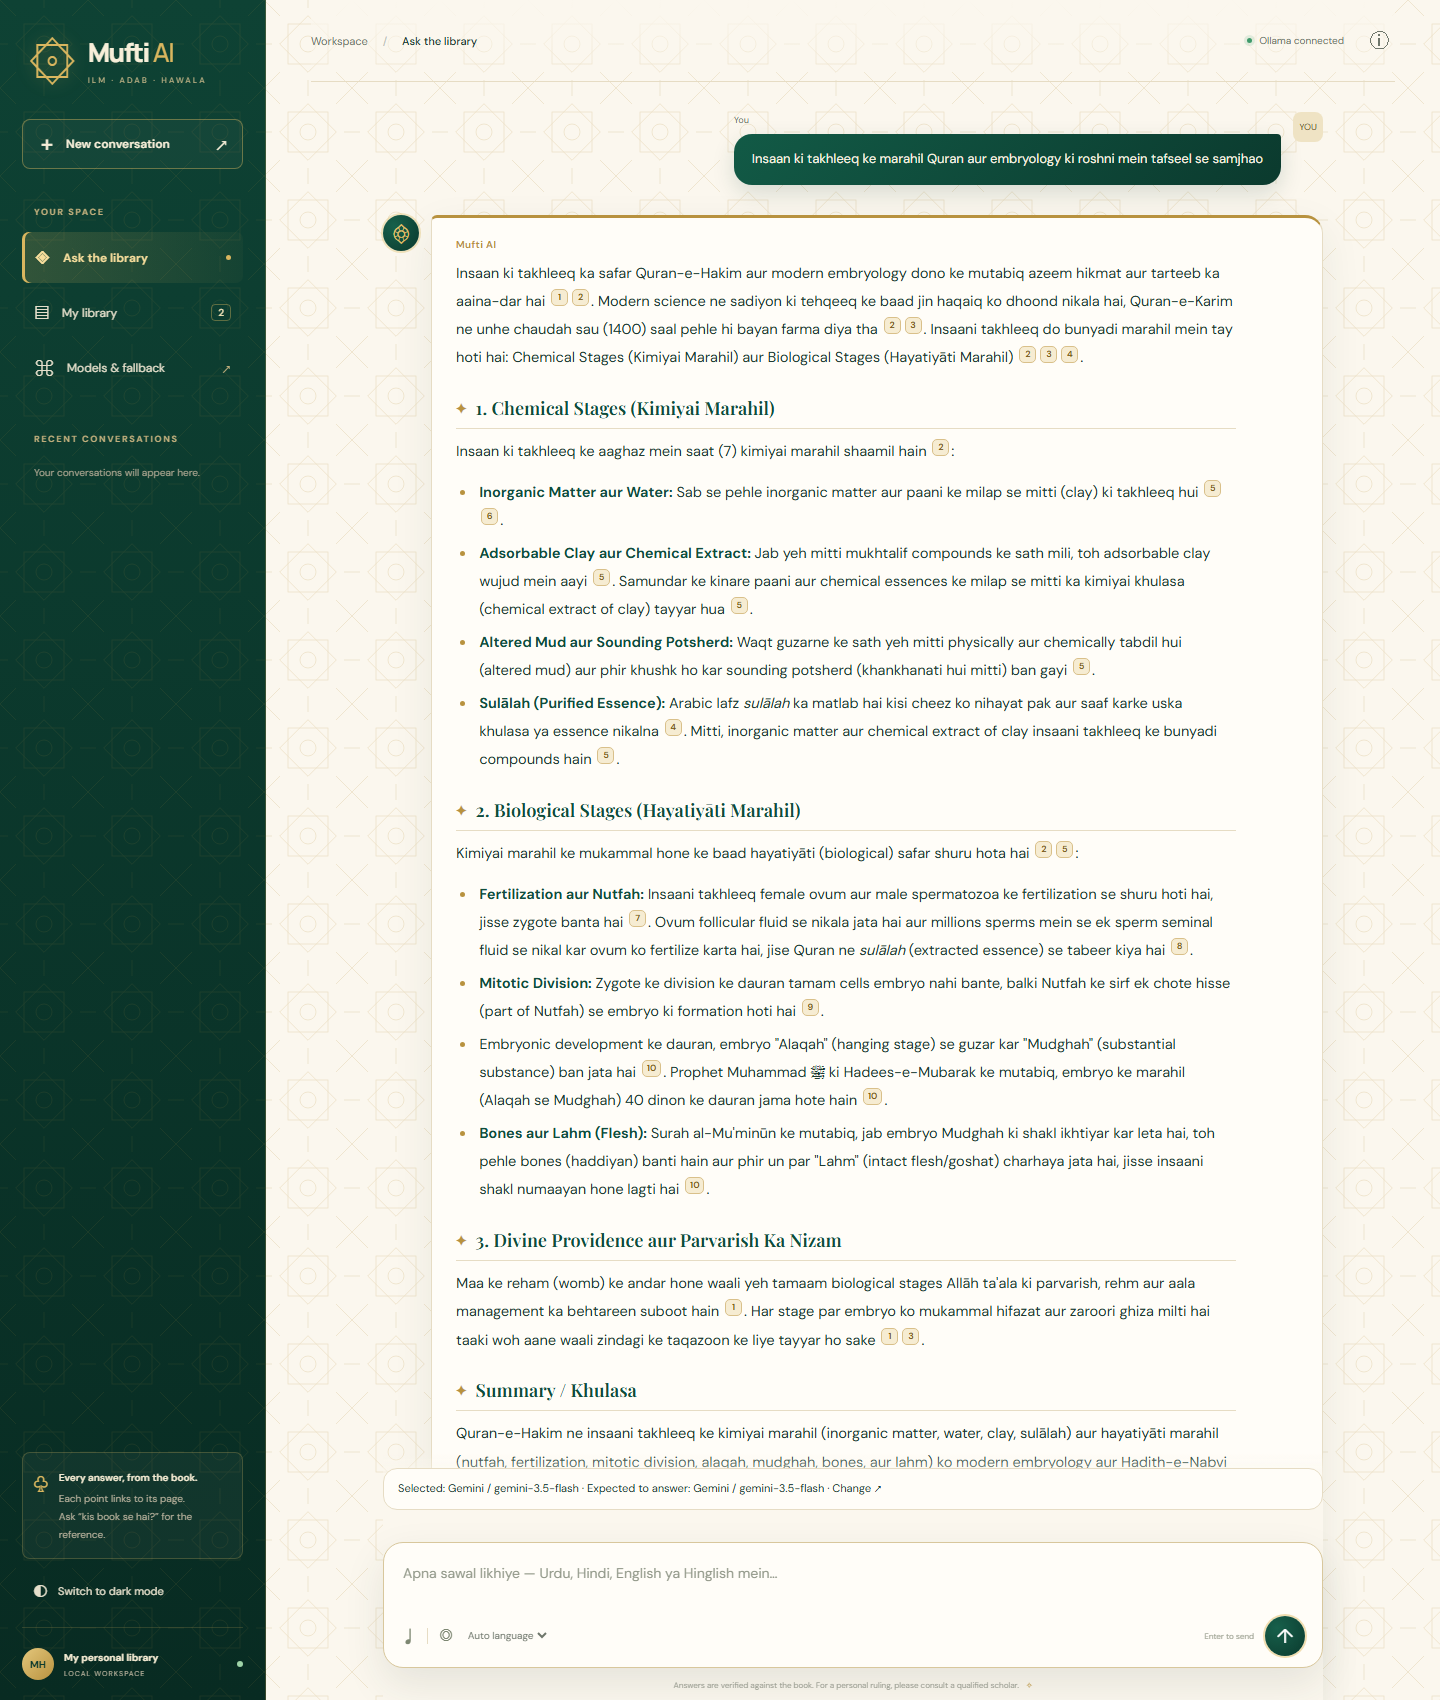 Mufti AI
ILM · ADAB · HAWALA
+ New conversation ↗
YOUR SPACE
Ask the library
My library 2
Models & fallback ↗
RECENT CONVERSATIONS
Your conversations will appear here.
Every answer, from the book.
Each point links to its page.
Ask "kis book se hai?" for the
reference.
Switch to dark mode
MH
My personal library
LOCAL WORKSPACE
Workspace / Ask the library
Ollama connected
You
YOU
Insaan ki takhleeq ke marahil Quran aur embryology ki roshni mein tafseel se samjhao
Mufti AI
Insaan ki takhleeq ka safar Quran-e-Hakim aur modern embryology dono ke mutabiq azeem hikmat aur tarteeb ka
aaina-dar hai 1 2 . Modern science ne sadiyon ki tehqeeq ke baad jin haqaiq ko dhoond nikala hai, Quran-e-Karim
ne unhe chaudah sau (1400) saal pehle hi bayan farma diya tha 2 3 . Insaani takhleeq do bunyadi marahil mein tay
hoti hai: Chemical Stages (Kimiyai Marahil) aur Biological Stages (Hayatiyāti Marahil) 2 3 4 .
1. Chemical Stages (Kimiyai Marahil)
Insaan ki takhleeq ke aaghaz mein saat (7) kimiyai marahil shaamil hain 2 :
• Inorganic Matter aur Water: Sab se pehle inorganic matter aur paani ke milap se mitti (clay) ki takhleeq hui 5
6 .
• Adsorbable Clay aur Chemical Extract: Jab yeh mitti mukhtalif compounds ke sath mili, toh adsorbable clay
wujud mein aayi 5 . Samundar ke kinare paani aur chemical essences ke milap se mitti ka kimiyai khulasa
(chemical extract of clay) tayyar hua 5 .
• Altered Mud aur Sounding Potsherd: Waqt guzarne ke sath yeh mitti physically aur chemically tabdil hui
(altered mud) aur phir khushk ho kar sounding potsherd (khankhanati hui mitti) ban gayi 5 .
• Sulālah (Purified Essence): Arabic lafz sulālah ka matlab hai kisi cheez ko nihayat pak aur saaf karke uska
khulasa ya essence nikalna 4 . Mitti, inorganic matter aur chemical extract of clay insaani takhleeq ke bunyadi
compounds hain 5 .
2. Biological Stages (Hayatiyāti Marahil)
Kimiyai marahil ke mukammal hone ke baad hayatiyāti (biological) safar shuru hota hai 2 5 :
• Fertilization aur Nutfah: Insaani takhleeq female ovum aur male spermatozoa ke fertilization se shuru hoti hai,
jisse zygote banta hai 7 . Ovum follicular fluid se nikala jata hai aur millions sperms mein se ek sperm seminal
fluid se nikal kar ovum ko fertilize karta hai, jise Quran ne sulālah (extracted essence) se tabeer kiya hai 8 .
• Mitotic Division: Zygote ke division ke dauran tamam cells embryo nahi bante, balki Nutfah ke sirf ek chote hisse
(part of Nutfah) se embryo ki formation hoti hai 9 .
• Embryonic development ke dauran, embryo "Alaqah" (hanging stage) se guzar kar "Mudghah" (substantial
substance) ban jata hai 10 . Prophet Muhammad ﷺ ki Hadees-e-Mubarak ke mutabiq, embryo ke marahil
(Alaqah se Mudghah) 40 dinon ke dauran jama hote hain 10 .
• Bones aur Lahm (Flesh): Surah al-Mu'minūn ke mutabiq, jab embryo Mudghah ki shakl ikhtiyar kar leta hai, toh
pehle bones (haddiyan) banti hain aur phir un par "Lahm" (intact flesh/goshat) charhaya jata hai, jisse insaani
shakl numaayan hone lagti hai 10 .
3. Divine Providence aur Parvarish Ka Nizam
Maa ke reham (womb) ke andar hone waali yeh tamaam biological stages Allāh ta'ala ki parvarish, rehm aur aala
management ka behtareen suboot hain 1 . Har stage par embryo ko mukammal hifazat aur zaroori ghiza milti hai
taaki woh aane waali zindagi ke taqazoon ke liye tayyar ho sake 1 3 .
Summary / Khulasa
Quran-e-Hakim ne insaani takhleeq ke kimiyai marahil (inorganic matter, water, clay, sulālah) aur hayatiyāti marahil
(nutfah, fertilization, mitotic division, alaqah, mudghah, bones, aur lahm) ko modern embryology aur Hadith-e-Nabvi
Selected: Gemini / gemini-3.5-flash · Expected to answer: Gemini / gemini-3.5-flash · Change ↗
Apna sawal likhiye — Urdu, Hindi, English ya Hinglish mein...
Auto language
Enter to send
Answers are verified against the book. For a personal ruling, please consult a qualified scholar.